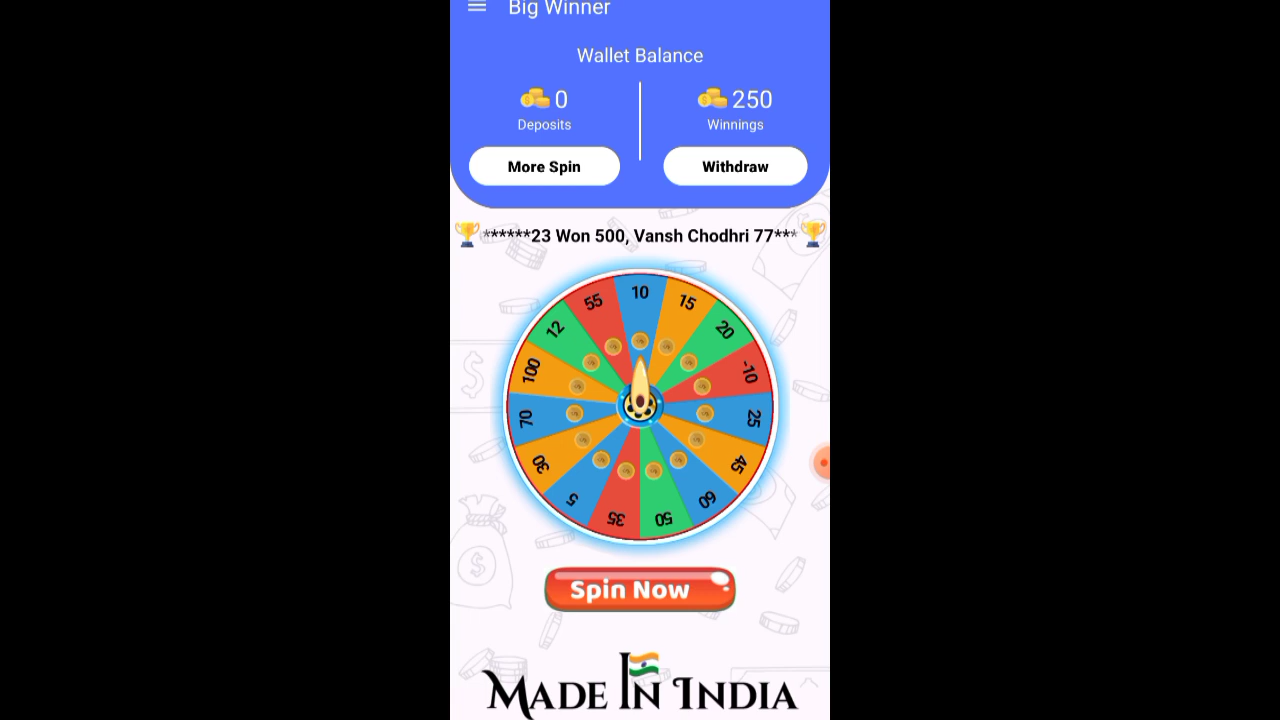 Big Winner
Wallet Balance
0
250
Deposits
Winnings
More Spin
Withdraw
******23 Won 500, Vansh Chodhri 77***
10
15
20
-10
25
45
60
50
35
5
30
70
100
12
55
Spin Now
MADE IN INDIA